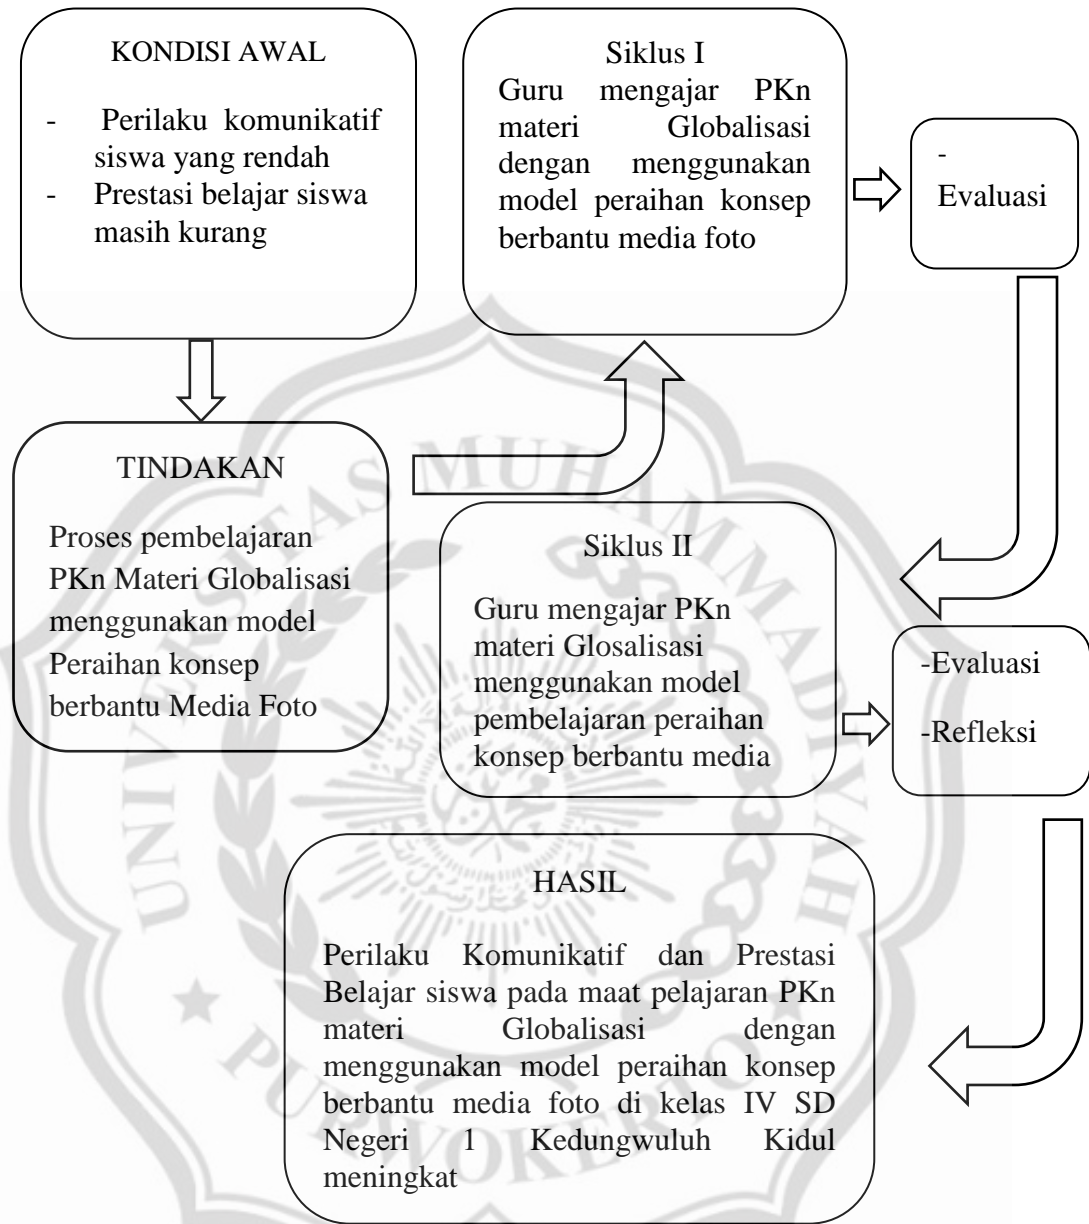 KONDISI AWAL
- Perilaku komunikatif
siswa yang rendah
- Prestasi belajar siswa
masih kurang
Siklus I
Guru mengajar PKn
materi Globalisasi
dengan menggunakan
model peraihan konsep
berbantu media foto
-
Evaluasi
TINDAKAN
Proses pembelajaran
PKn Materi Globalisasi
menggunakan model
Peraihan konsep
berbantu Media Foto
Siklus II
Guru mengajar PKn
materi Glosalisasi
menggunakan model
pembelajaran peraihan
konsep berbantu media
-Evaluasi
-Refleksi
HASIL
Perilaku Komunikatif dan Prestasi
Belajar siswa pada maat pelajaran PKn
materi Globalisasi dengan
menggunakan model peraihan konsep
berbantu media foto di kelas IV SD
Negeri 1 Kedungwuluh Kidul
meningkat
UNIVERSITAS MUHAMMADIYAH
PURWOKERTO